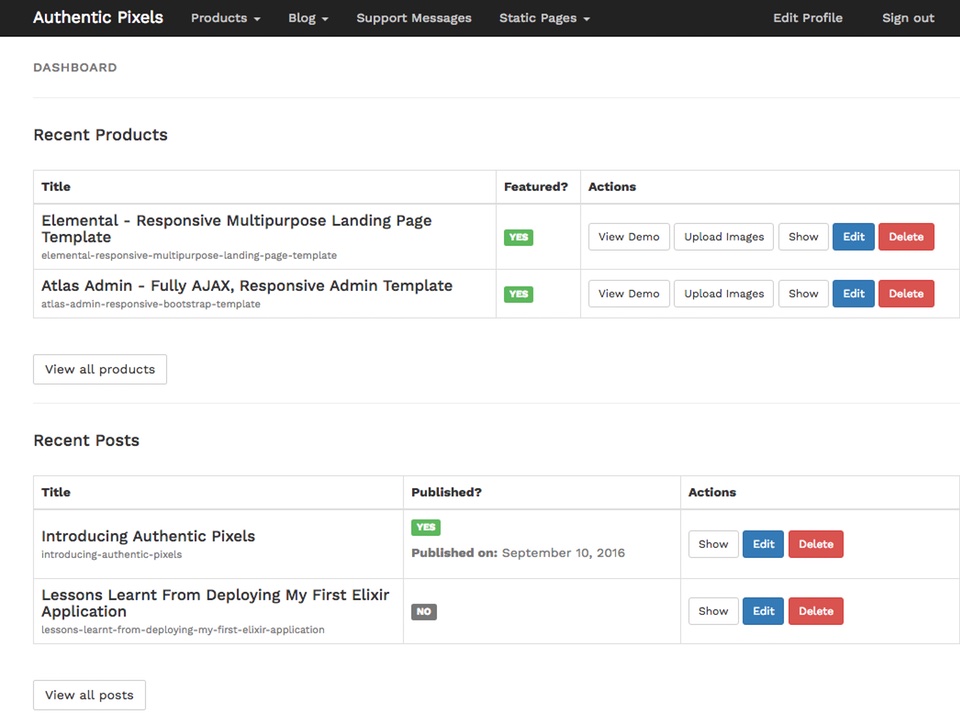 Authentic Pixels Products Blog Support Messages Static Pages Edit Profile Sign out
DASHBOARD
Recent Products
Title Featured? Actions
Elemental - Responsive Multipurpose Landing Page
Template
elemental-responsive-multipurpose-landing-page-template
YES
View Demo Upload Images Show Edit Delete
Atlas Admin - Fully AJAX, Responsive Admin Template
atlas-admin-responsive-bootstrap-template
YES
View Demo Upload Images Show Edit Delete
View all products
Recent Posts
Title Published? Actions
Introducing Authentic Pixels
introducing-authentic-pixels
YES
Published on: September 10, 2016
Show Edit Delete
Lessons Learnt From Deploying My First Elixir
Application
lessons-learnt-from-deploying-my-first-elixir-application
NO
Show Edit Delete
View all posts